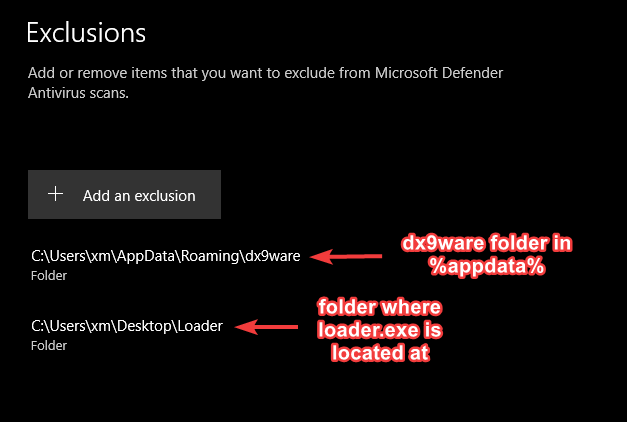 Exclusions
Add or remove items that you want to exclude from Microsoft Defender
Antivirus scans.
+ Add an exclusion
C:\Users\xm\AppData\Roaming\dx9ware
Folder
dx9ware folder in
%appdata%
C:\Users\xm\Desktop\Loader
Folder
folder where
loader.exe is
located at